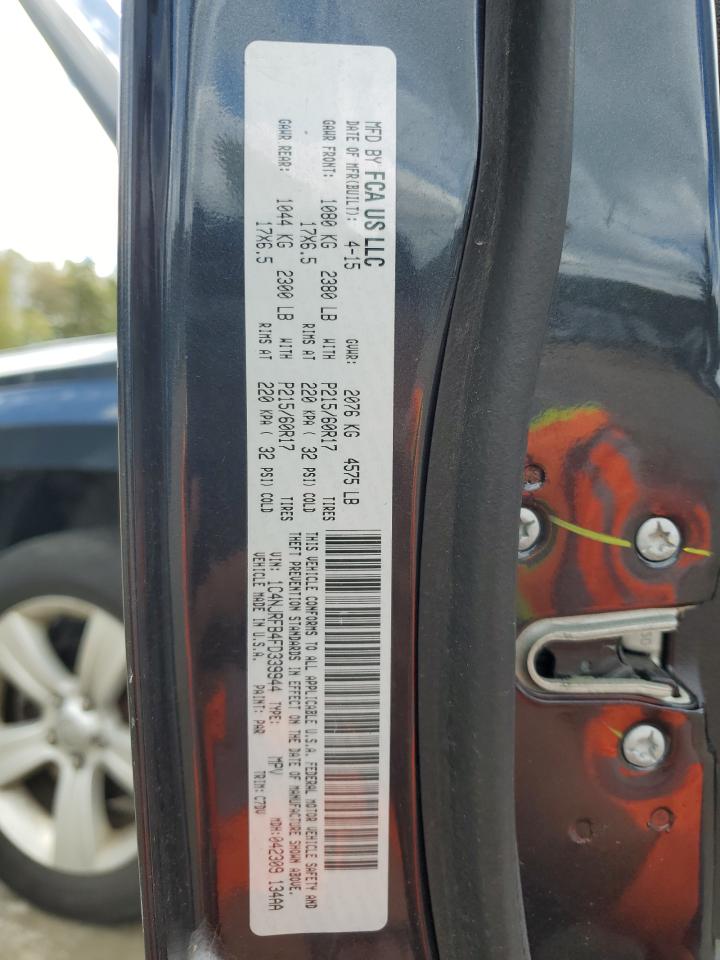 MFD BY FCA US LLC
DATE OF MFR(BUILT): 4-15 GVWR: 2076 KG 4575 LB
GAWR FRONT: 1080 KG 2380 LB WITH P215/60R17 TIRES
17X6.5 RIMS AT 220 KPA ( 32 PSI) COLD
GAWR REAR: 1044 KG 2300 LB WITH P215/60R17 TIRES
17X6.5 RIMS AT 220 KPA ( 32 PSI) COLD
THIS VEHICLE CONFORMS TO ALL APPLICABLE U.S.A. FEDERAL MOTOR VEHICLE SAFETY AND
THEFT PREVENTION STANDARDS IN EFFECT ON THE DATE OF MANUFACTURE SHOWN ABOVE.
VIN: 1C4NJRFB4FD339944 TYPE: MPV MDH:042309 134AA
VEHICLE MADE IN U.S.A. PAINT: PAR TRIM: C7DV